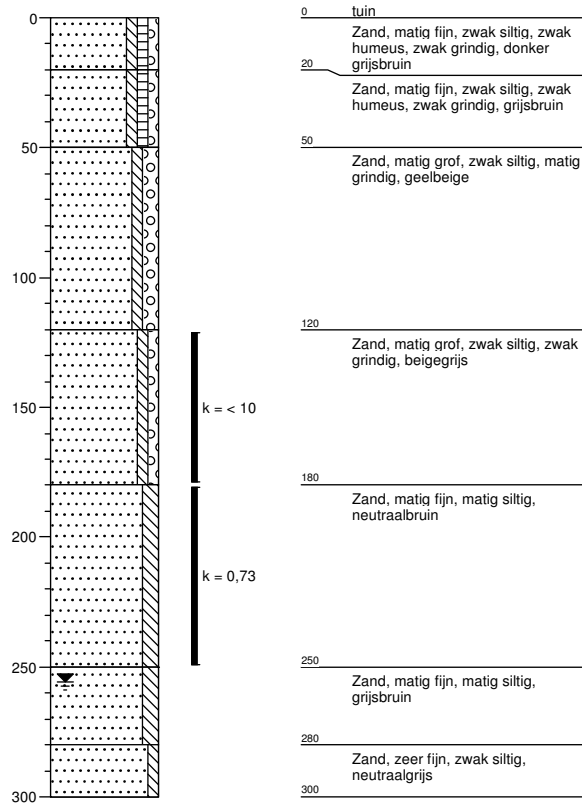 0
50
100
150
200
250
300
k = < 10
k = 0,73
0
tuin
Zand, matig fijn, zwak siltig, zwak
humeus, zwak grindig, donker
grijsbruin
20
Zand, matig fijn, zwak siltig, zwak
humeus, zwak grindig, grijsbruin
50
Zand, matig grof, zwak siltig, matig
grindig, geelbeige
120
Zand, matig grof, zwak siltig, zwak
grindig, beigegrijs
180
Zand, matig fijn, matig siltig,
neutraalbruin
250
Zand, matig fijn, matig siltig,
grijsbruin
280
Zand, zeer fijn, zwak siltig,
neutraalgrijs
300